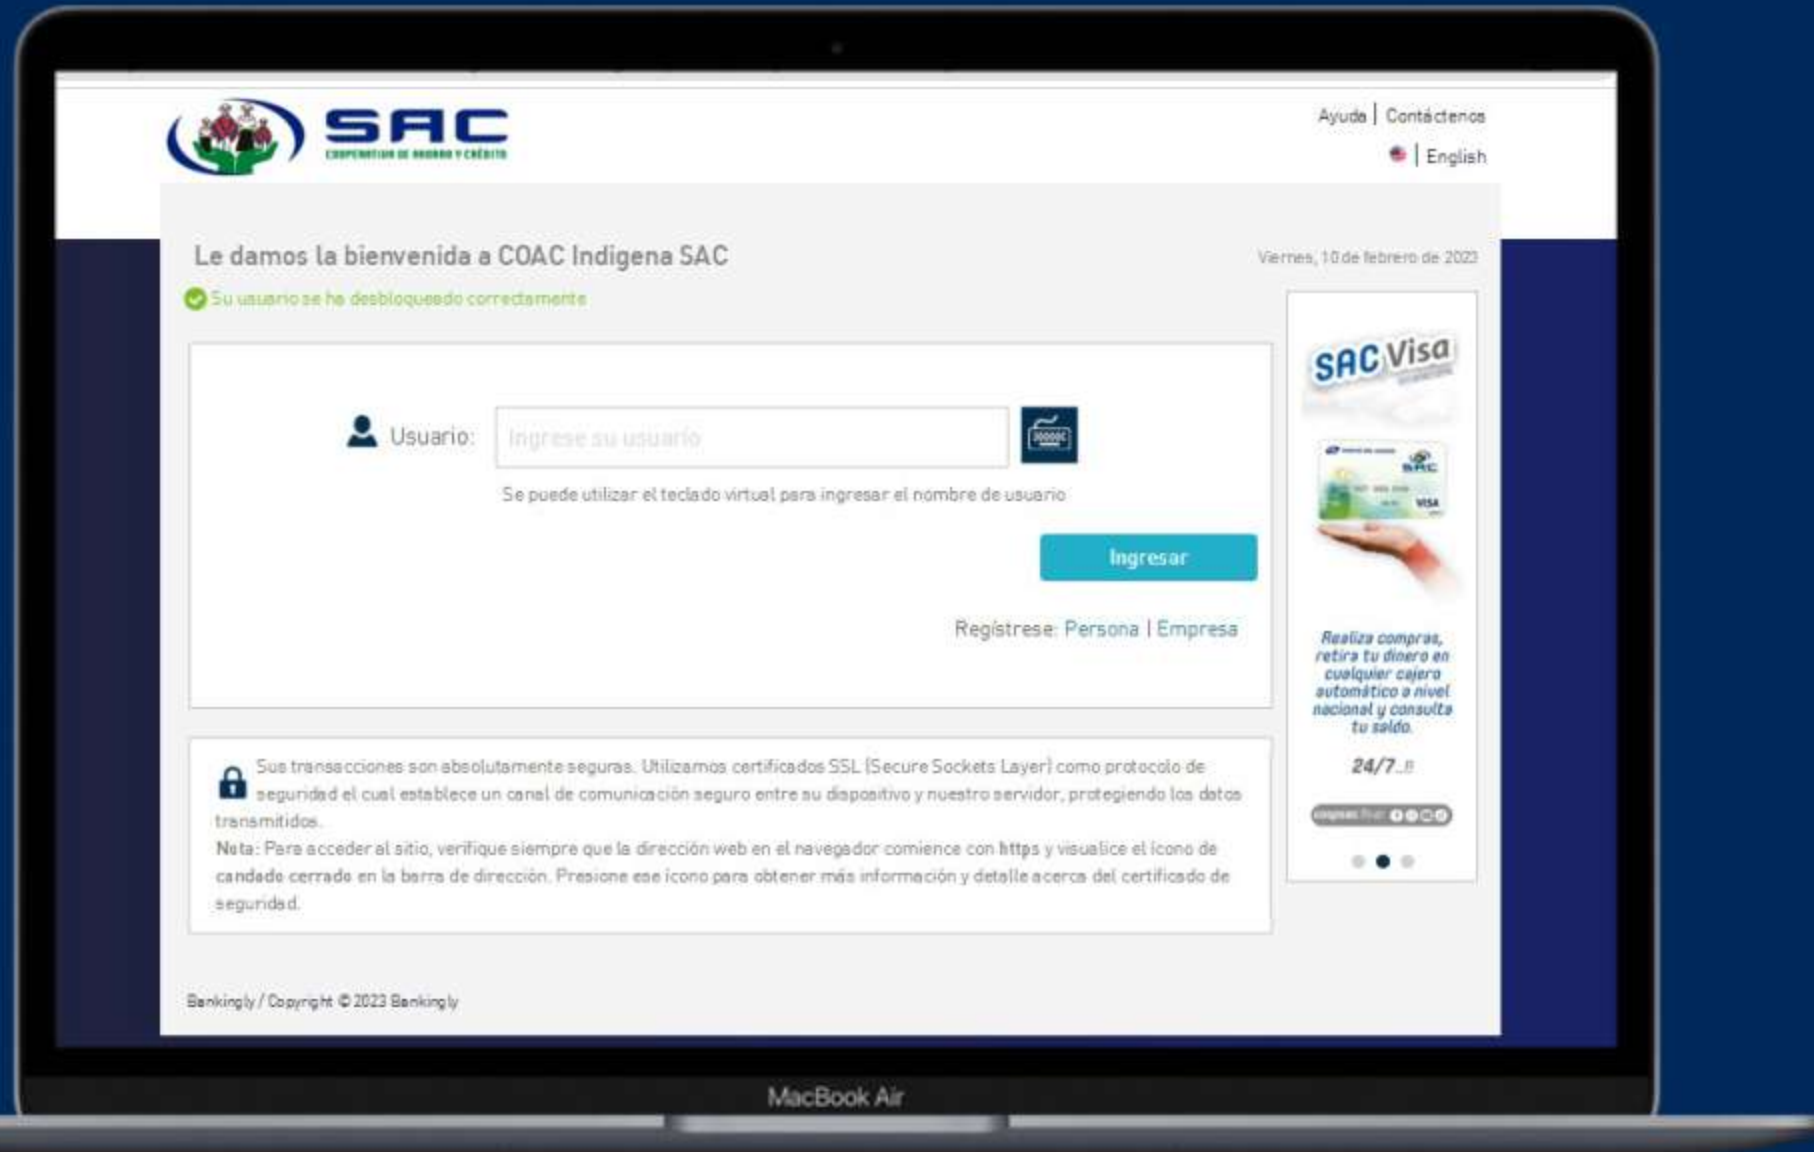 SAC
COOPERATIVA DE AHORRO Y CRÉDITO
Ayuda | Contáctenos
| English
Le damos la bienvenida a COAC Indigena SAC
Viernes, 10 de febrero de 2023
Su usuario se ha desbloqueado correctamente
Usuario:
Ingrese su usuario
Se puede utilizar el teclado virtual para ingresar el nombre de usuario
Ingresar
Regístrese: Persona | Empresa
Sus transacciones son absolutamente seguras. Utilizamos certificados SSL (Secure Sockets Layer) como protocolo de
seguridad el cual establece un canal de comunicación seguro entre su dispositivo y nuestro servidor, protegiendo los datos
transmitidos.
Nota: Para acceder al sitio, verifique siempre que la dirección web en el navegador comience con https y visualice el ícono de
candado cerrado en la barra de dirección. Presione ese ícono para obtener más información y detalle acerca del certificado de
seguridad.
SAC Visa
SAC
VISA
Realiza compras,
retira tu dinero en
cualquier cajero
automático a nivel
nacional y consulta
tu saldo.
24/7
Bankingly / Copyright © 2023 Bankingly
MacBook Air